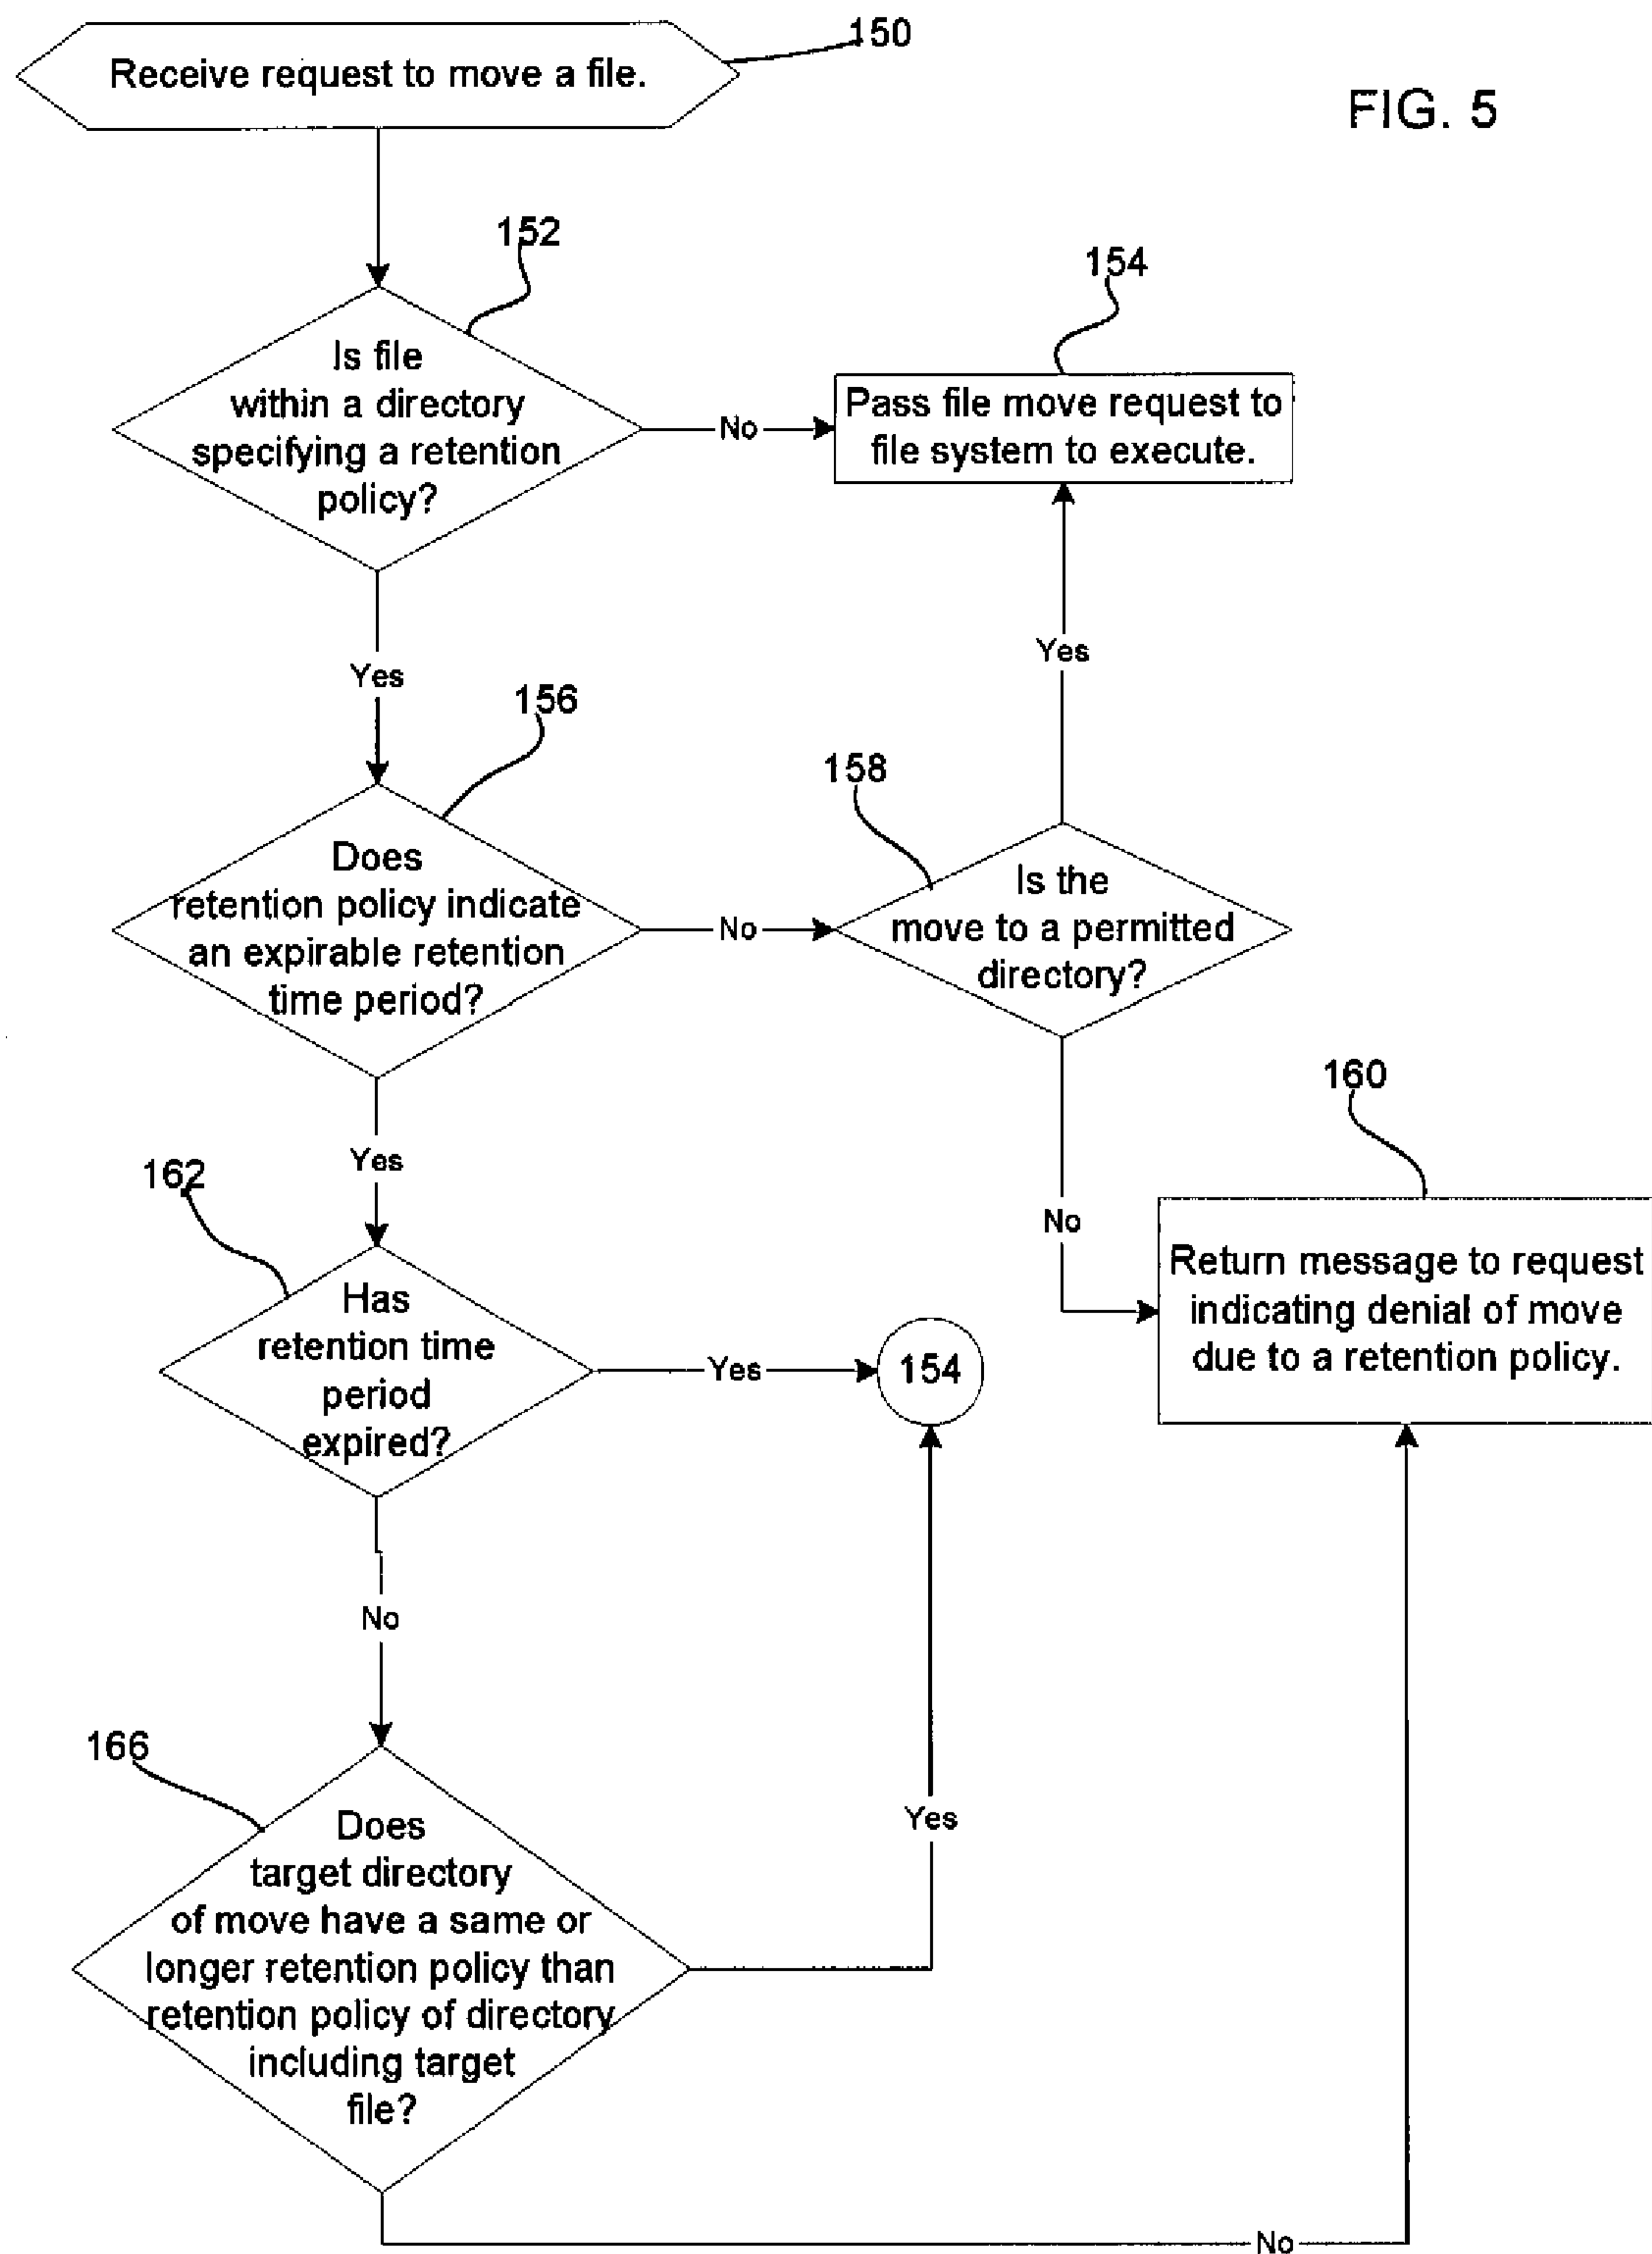 150
Receive request to move a file.
FIG. 5
152
154
Is file
within a directory
specifying a retention
policy?
No
Pass file move request to
file system to execute.
Yes
Yes
156
158
Does
retention policy indicate
an expirable retention
time period?
No
Is the
move to a permitted
directory?
160
Yes
162
No
Return message to request
indicating denial of move
due to a retention policy.
Has
retention time
period
expired?
Yes
154
No
166
Yes
Does
target directory
of move have a same or
longer retention policy than
retention policy of directory
including target
file?
No